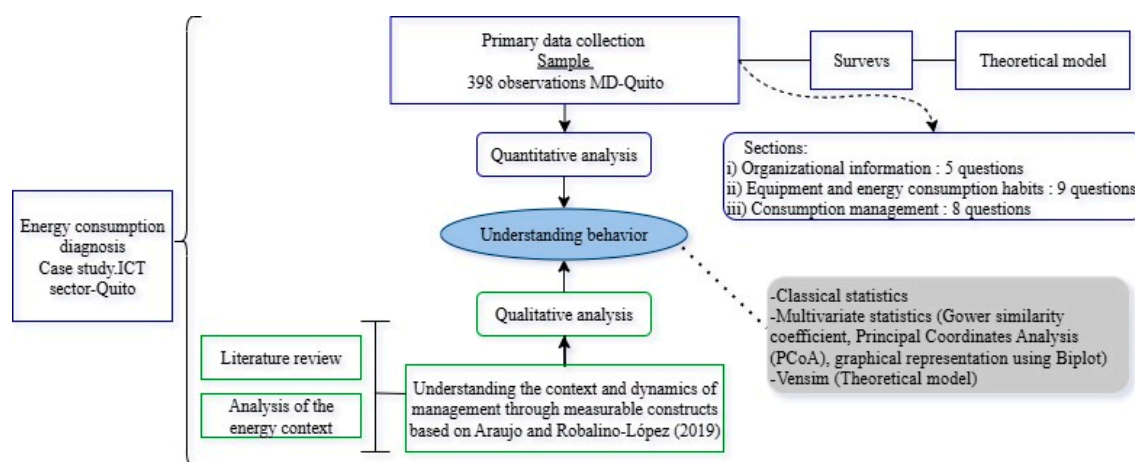 Primary data collection
Sample
398 observations MD-Quito
Surveys
Theoretical model
Quantitative analysis
Sections:
i) Organizational information : 5 questions
ii) Equipment and energy consumption habits : 9 questions
iii) Consumption management : 8 questions
Energy consumption
diagnosis
Case study.ICT
sector-Quito
Understanding behavior
Qualitative analysis
-Classical statistics
-Multivariate statistics (Gower similarity
coefficient, Principal Coordinates Analysis
(PCoA), graphical representation using Biplot)
-Vensim (Theoretical model)
Literature review
Analysis of the
energy context
Understanding the context and dynamics of
management through measurable constructs
based on Araujo and Robalino-López (2019)